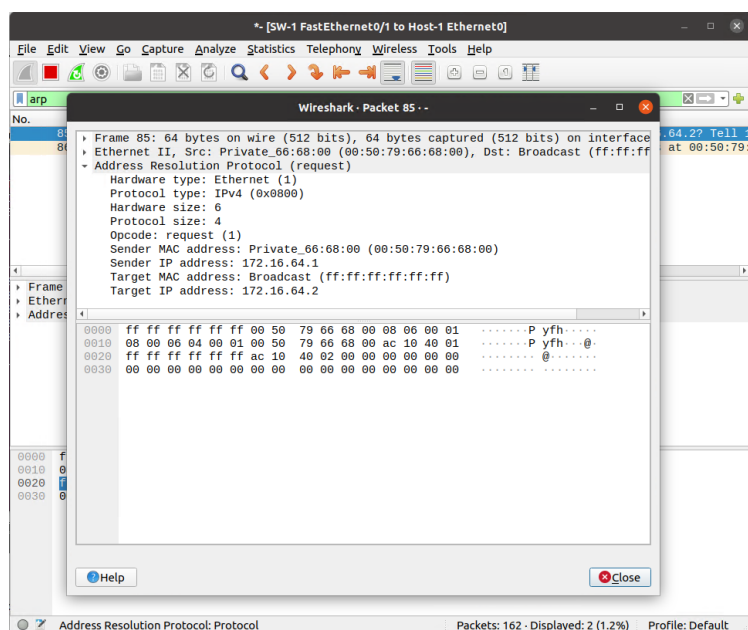 *- [SW-1 FastEthernet0/1 to Host-1 Ethernet0]
File Edit View Go Capture Analyze Statistics Telephony Wireless Tools Help
arp
No.
Wireshark · Packet 85 · -
85
.64.2? Tell 1
86
at 00:50:79:
Frame 85: 64 bytes on wire (512 bits), 64 bytes captured (512 bits) on interface
Ethernet II, Src: Private_66:68:00 (00:50:79:66:68:00), Dst: Broadcast (ff:ff:ff
Address Resolution Protocol (request)
Hardware type: Ethernet (1)
Protocol type: IPv4 (0x0800)
Hardware size: 6
Protocol size: 4
Opcode: request (1)
Sender MAC address: Private_66:68:00 (00:50:79:66:68:00)
Sender IP address: 172.16.64.1
Target MAC address: Broadcast (ff:ff:ff:ff:ff:ff)
Target IP address: 172.16.64.2
Frame
Ethern
Addres
0000 ff ff ff ff ff ff 00 50 79 66 68 00 08 06 00 01 ·······P yfh·····
0010 08 00 06 04 00 01 00 50 79 66 68 00 ac 10 40 01 ·······P yfh···@·
0020 ff ff ff ff ff ff ac 10 40 02 00 00 00 00 00 00 ········ @·······
0030 00 00 00 00 00 00 00 00 00 00 00 00 00 00 00 00 ········ ········
0000 f
0010 0
0020 f
0030 0
Help
Close
Address Resolution Protocol: Protocol
Packets: 162 · Displayed: 2 (1.2%)
Profile: Default